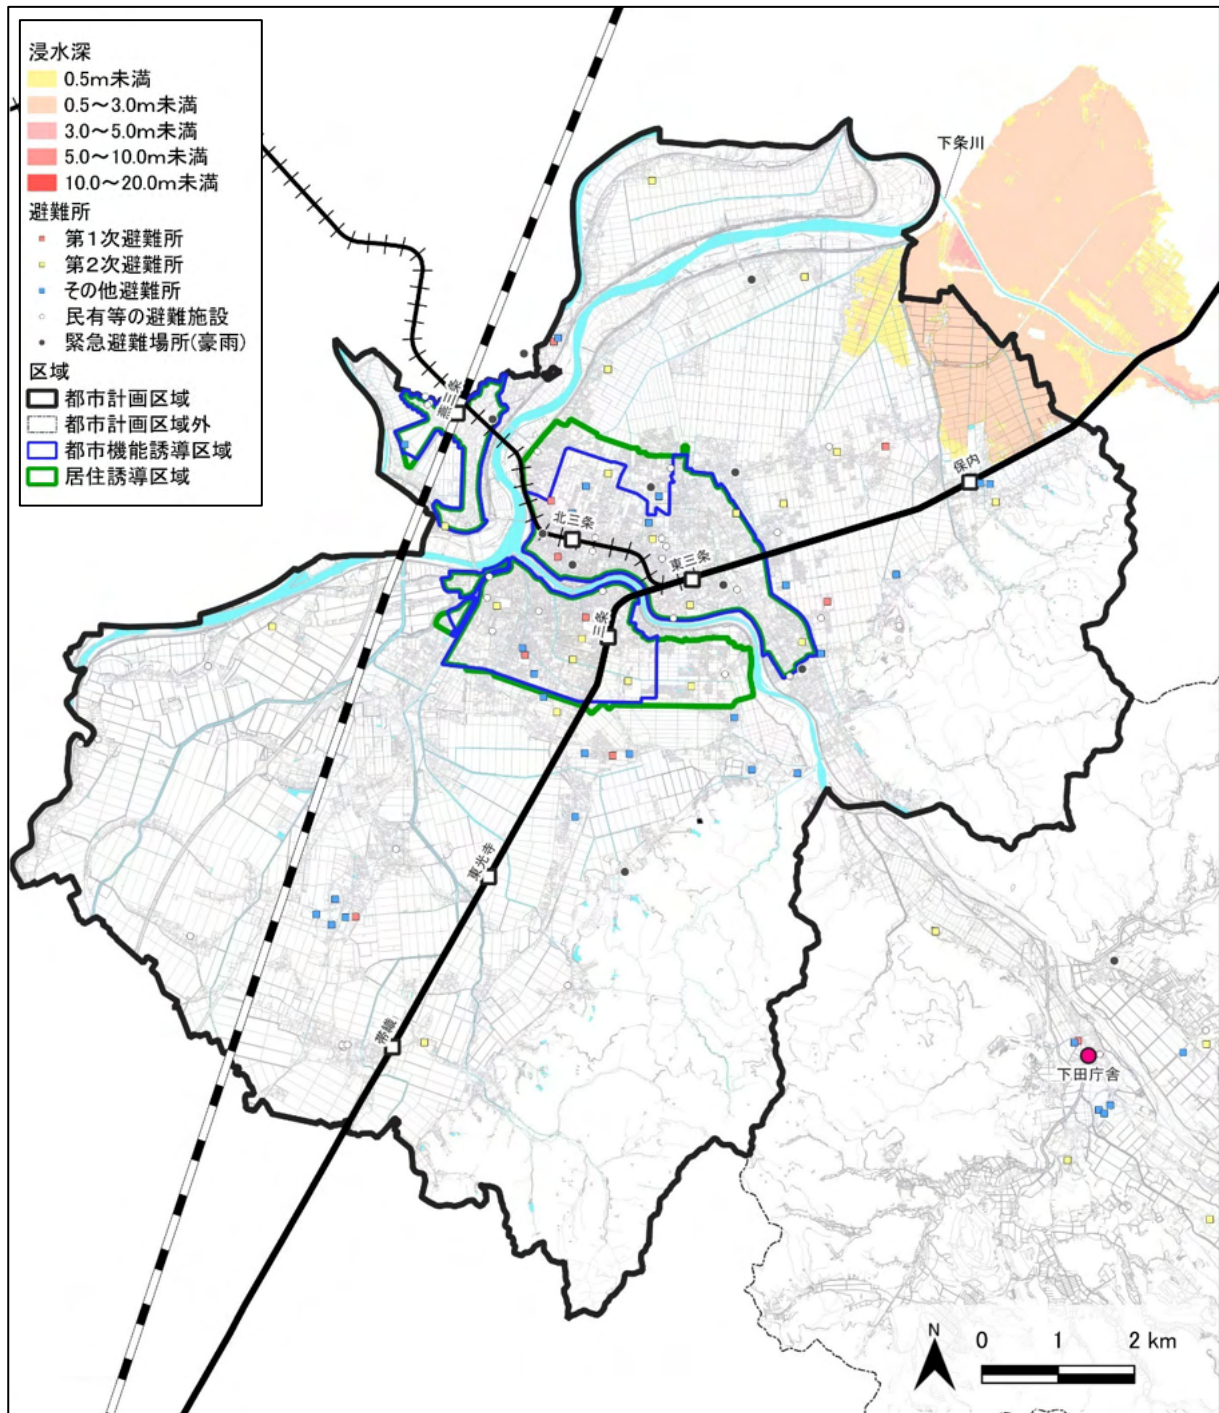 浸水深
0.5m未満
0.5～3.0m未満
3.0～5.0m未満
5.0～10.0m未満
10.0～20.0m未満
避難所
第1次避難所
第2次避難所
その他避難所
民有等の避難施設
緊急避難場所(豪雨)
区域
都市計画区域
都市計画区域外
都市機能誘導区域
居住誘導区域
下条川
燕三条
保内
北三条
東三条
三条
東光寺
帯織
下田庁舎
N
0 1 2 km